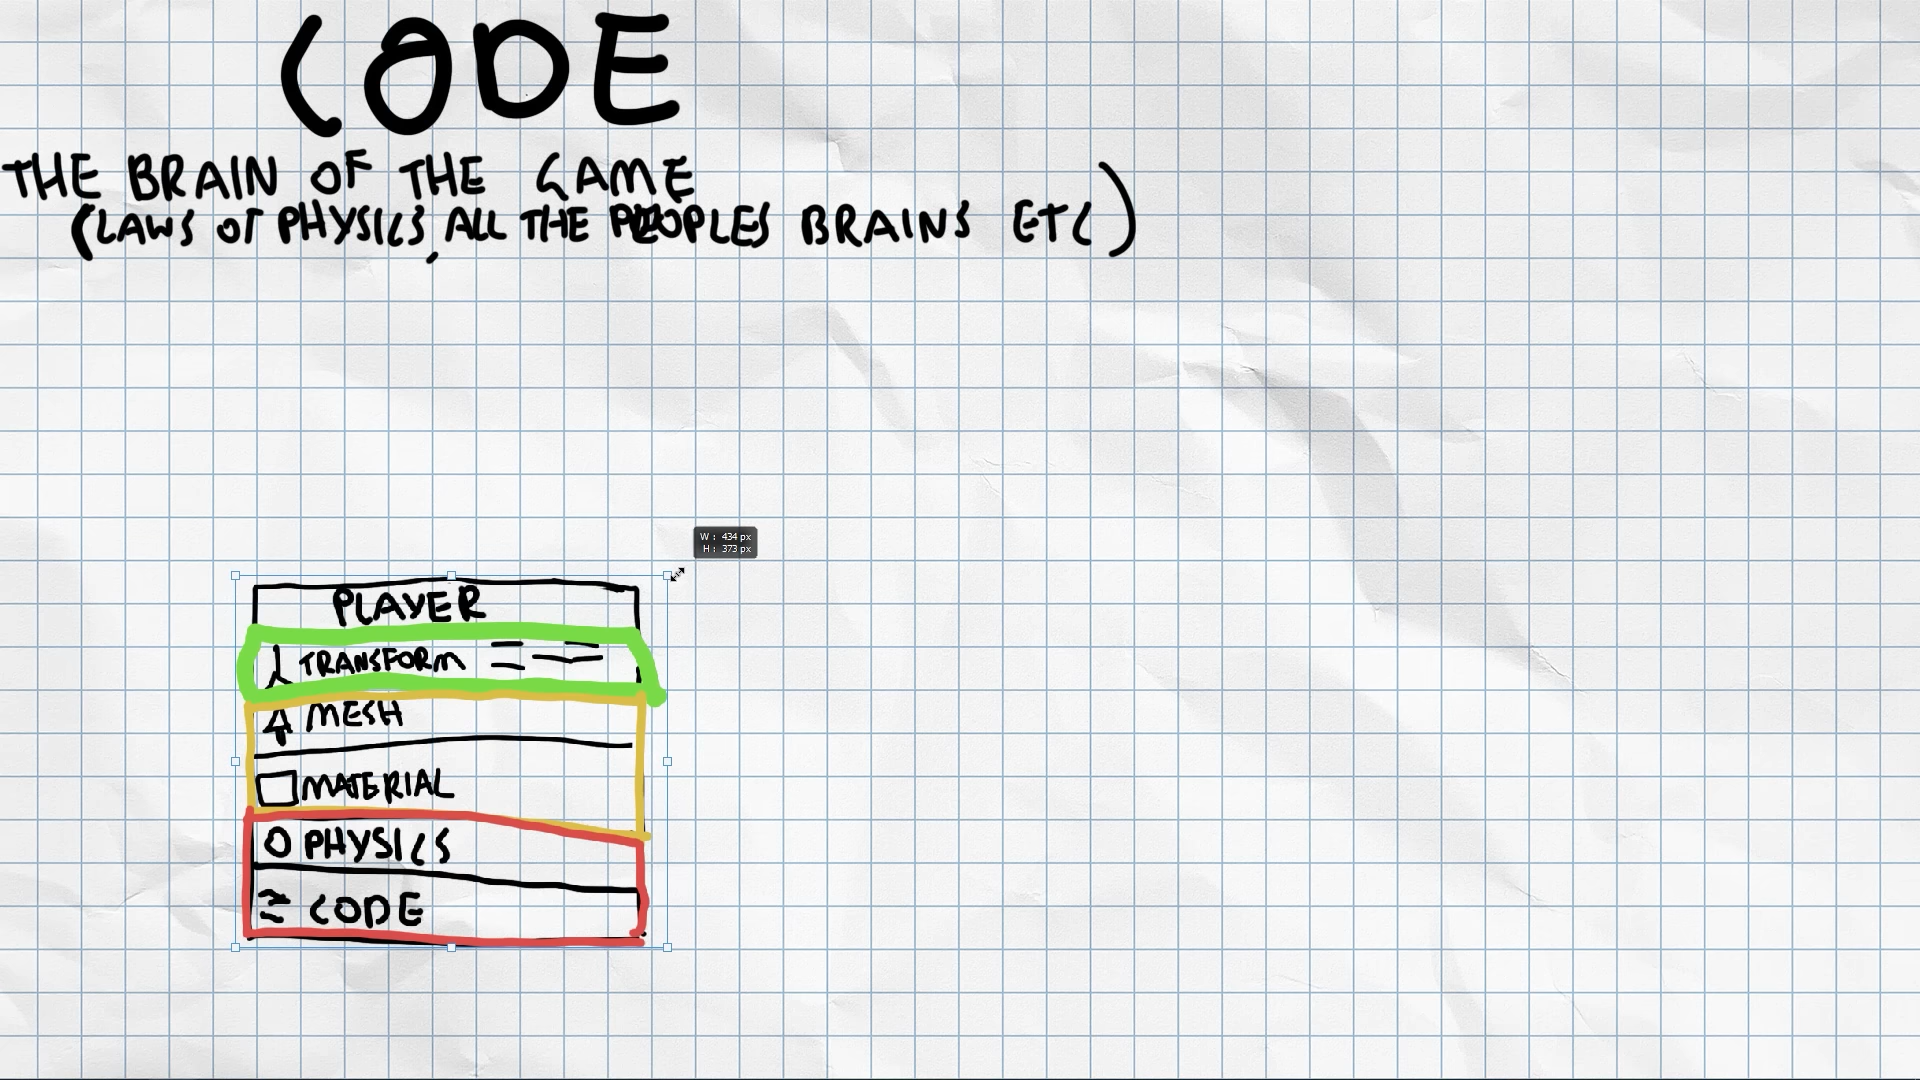 CODE
THE BRAIN OF THE GAME
(LAWS OF PHYSICS, ALL THE PEOPLES BRAINS ETC)
W : 434 px
H : 373 px
PLAYER
TRANSFORM
MESH
MATERIAL
PHYSICS
CODE